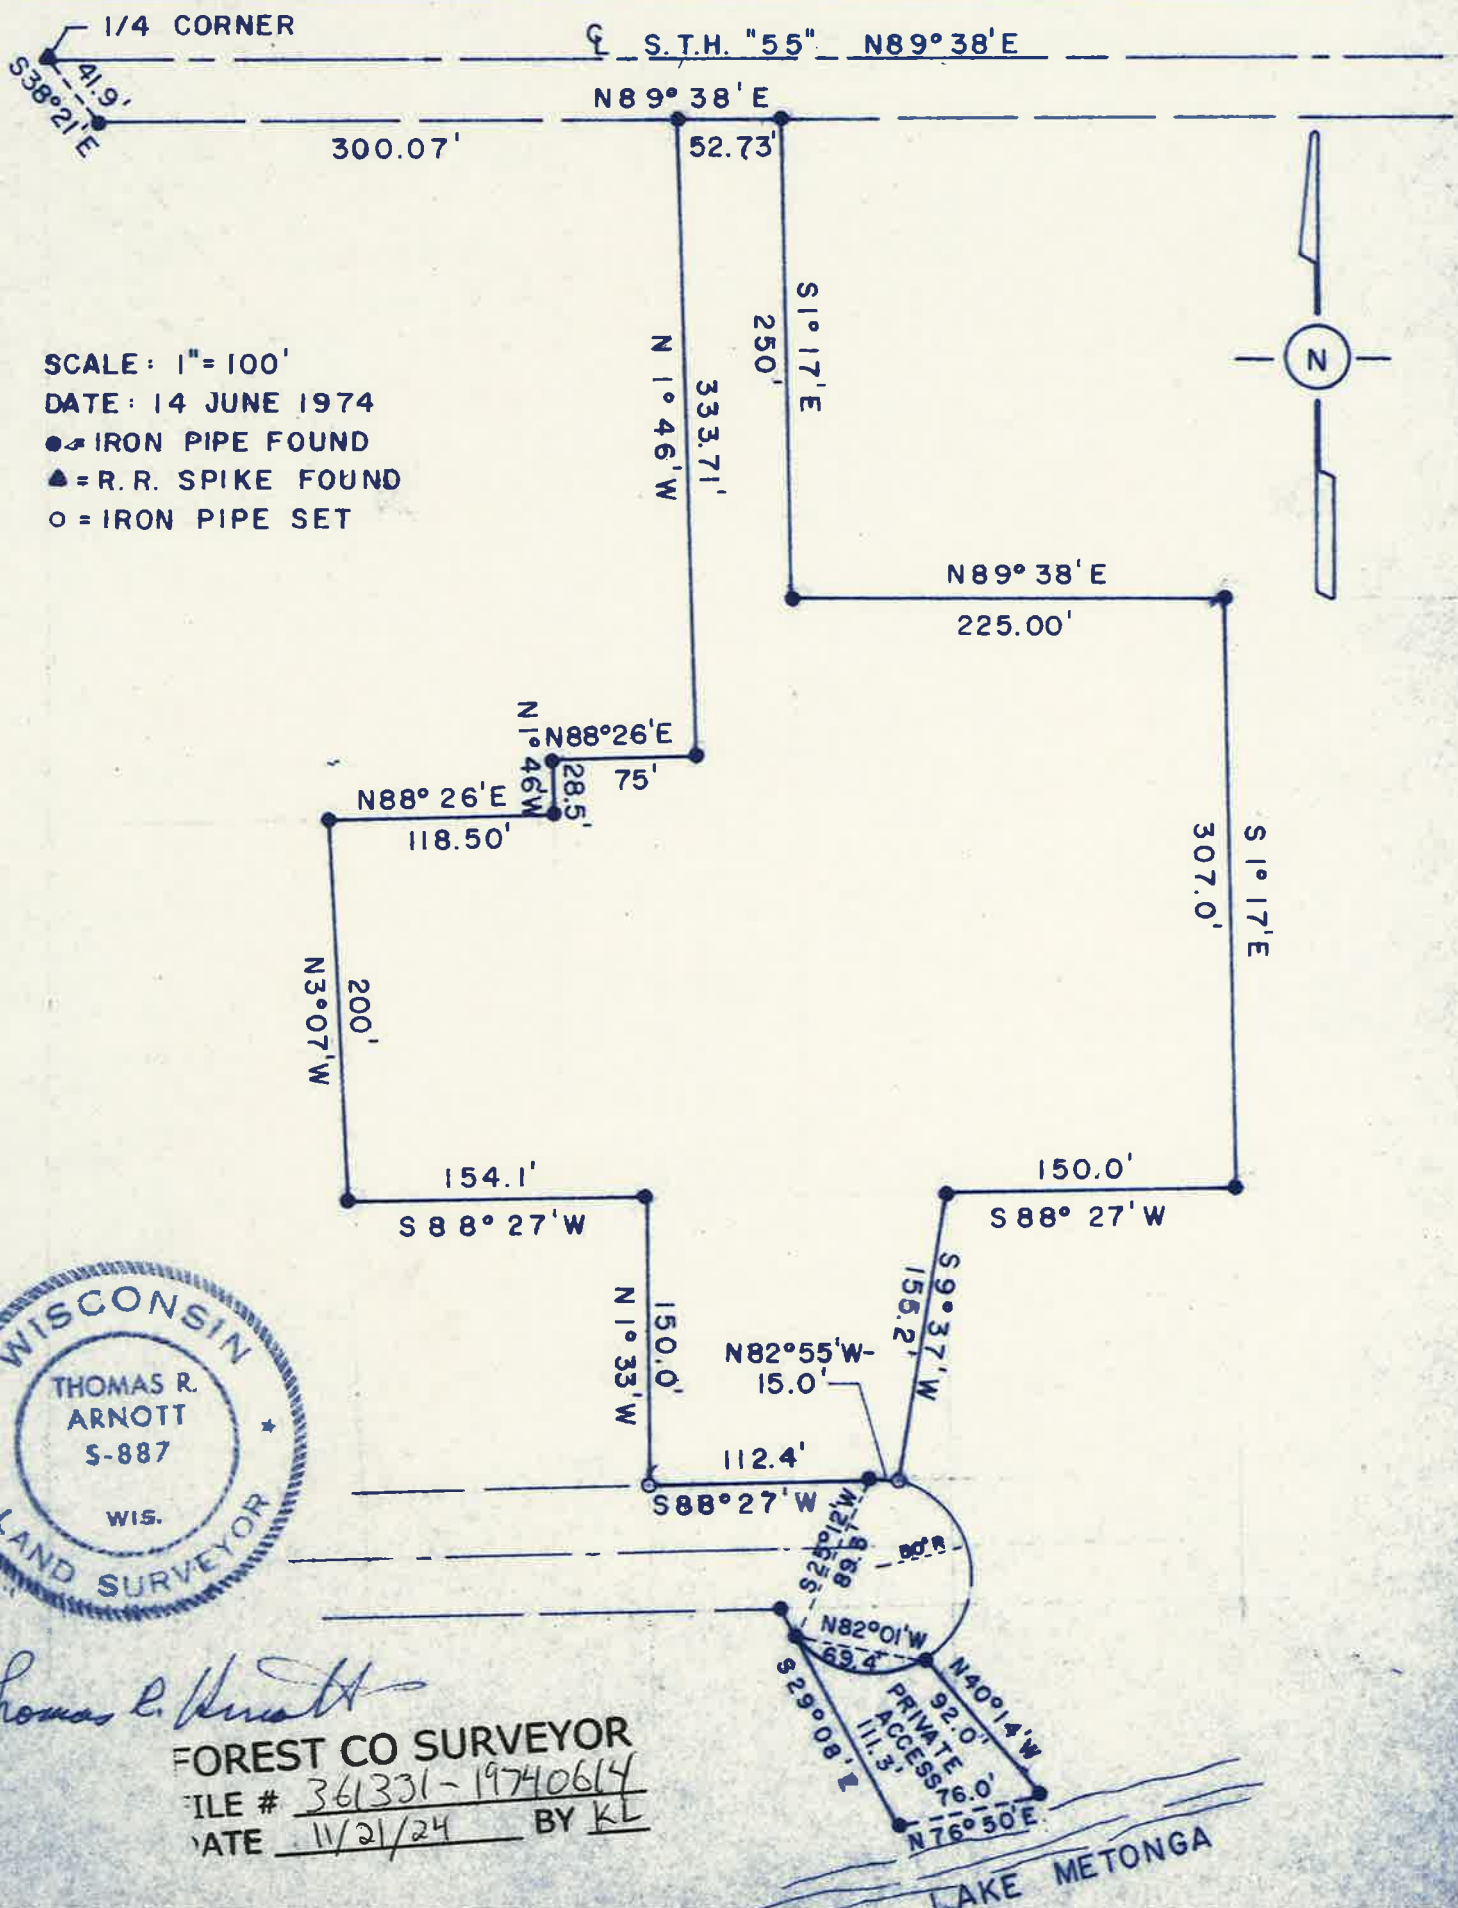 1/4 CORNER
℄ S.T.H. "55" N89°38'E
41.9'
S38°21'E
N89°38'E
300.07'
52.73'
S1°17'E
250'
N 1°46'W
333.71'
N
SCALE: 1"=100'
DATE: 14 JUNE 1974
●= IRON PIPE FOUND
▲= R.R. SPIKE FOUND
○ = IRON PIPE SET
N89°38'E
225.00'
N1°46'W
28.5'
N88°26'E
75'
N88°26'E
118.50'
S1°17'E
307.0'
N3°07'W
200'
154.1'
S88°27'W
150.0'
S88°27'W
N1°33'W
150.0'
S9°37'W
N82°55'W
15.0'
112.4'
S88°27'W
S25°12'W
89.8'
N82°01'W
69.4'
S29°08'E
111.3'
PRIVATE
ACCESS
N40°14'W
92.0'
76.0'
N76°50'E
LAKE METONGA
WISCONSIN
THOMAS R.
ARNOTT
S-887
WIS.
LAND SURVEYOR
Thomas R. Arnott
FOREST CO SURVEYOR
FILE # 361331-19740614
DATE 11/21/24 BY KL